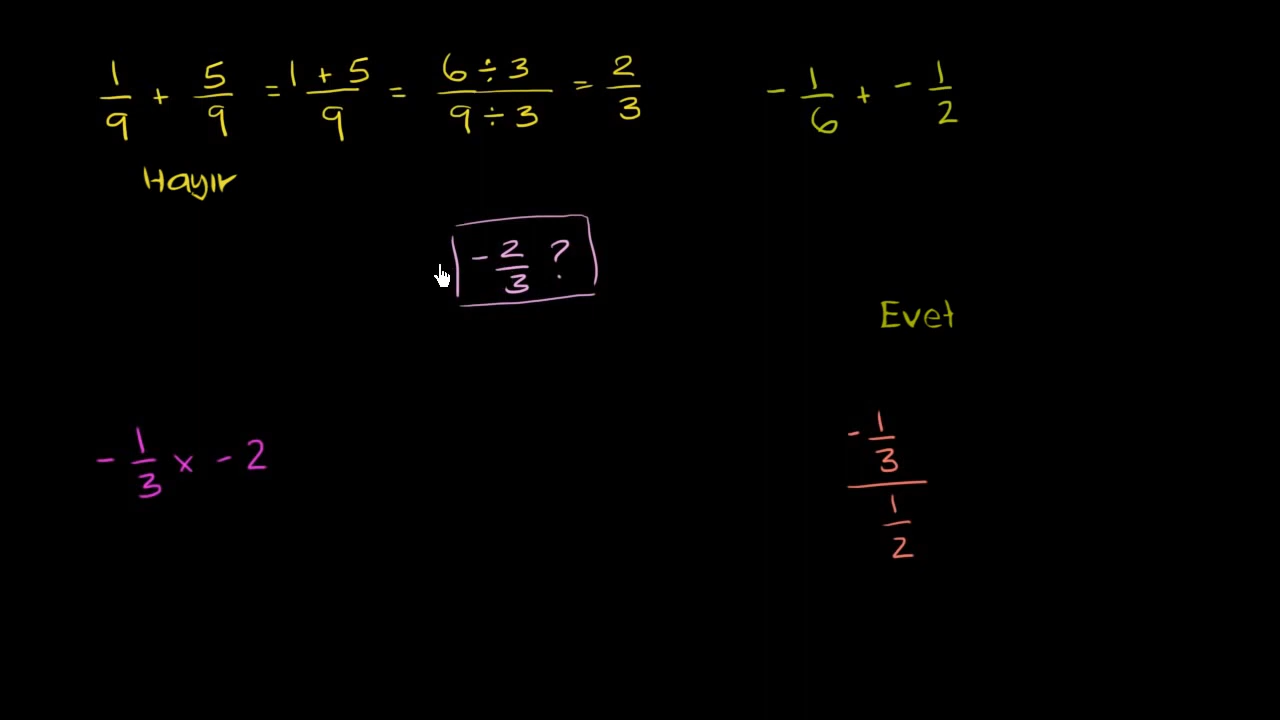 1/9 + 5/9 = 1 + 5/9 = 6 ÷ 3/9 ÷ 3 = 2/3
- 1/6 + - 1/2
Hayır
- 2/3 ?
Evet
- 1/3 x - 2
- 1/3 / 1/2